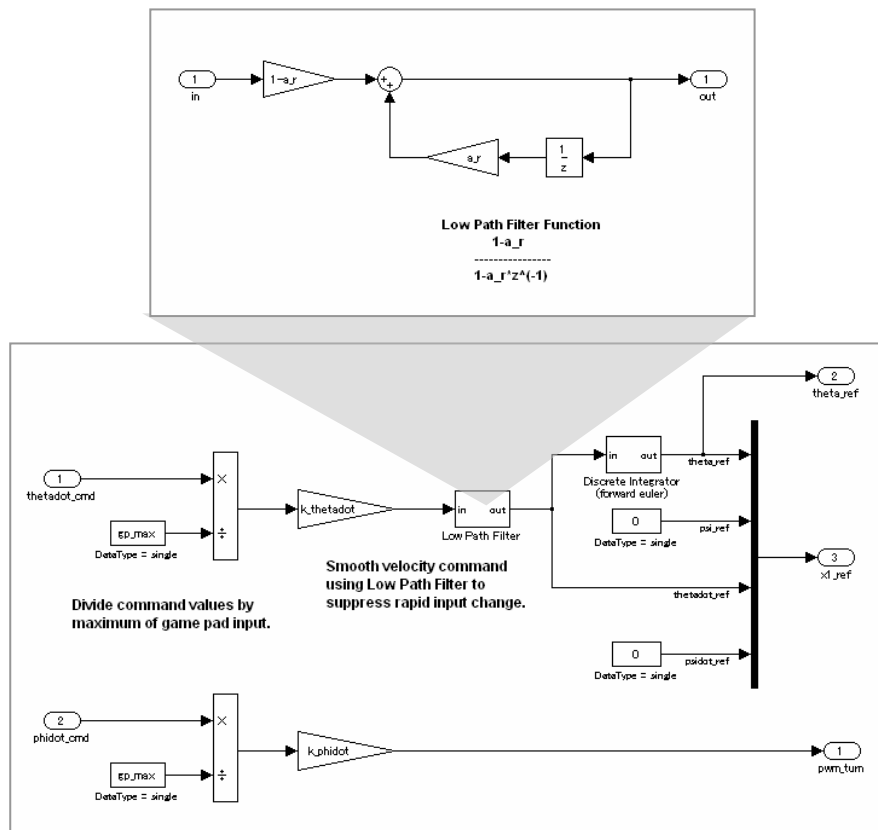 1
in
1-a_r
+
+
1
out
a_r
1
z
Low Path Filter Function
1-a_r
-----------------
1-a_r*z^(-1)
2
theta_ref
1
thetadot_cmd
×
gp_max
÷
DataType = single
k_thetadot
in out
Low Path Filter
in out
Discrete Integrator
(forward euler)
theta_ref
0
DataType = single
psi_ref
thetadot_ref
0
DataType = single
psidot_ref
3
x1_ref
Divide command values by
maximum of game pad input.
Smooth velocity command
using Low Path Filter to
suppress rapid input change.
2
phidot_cmd
×
gp_max
÷
DataType = single
k_phidot
1
pwm_turn